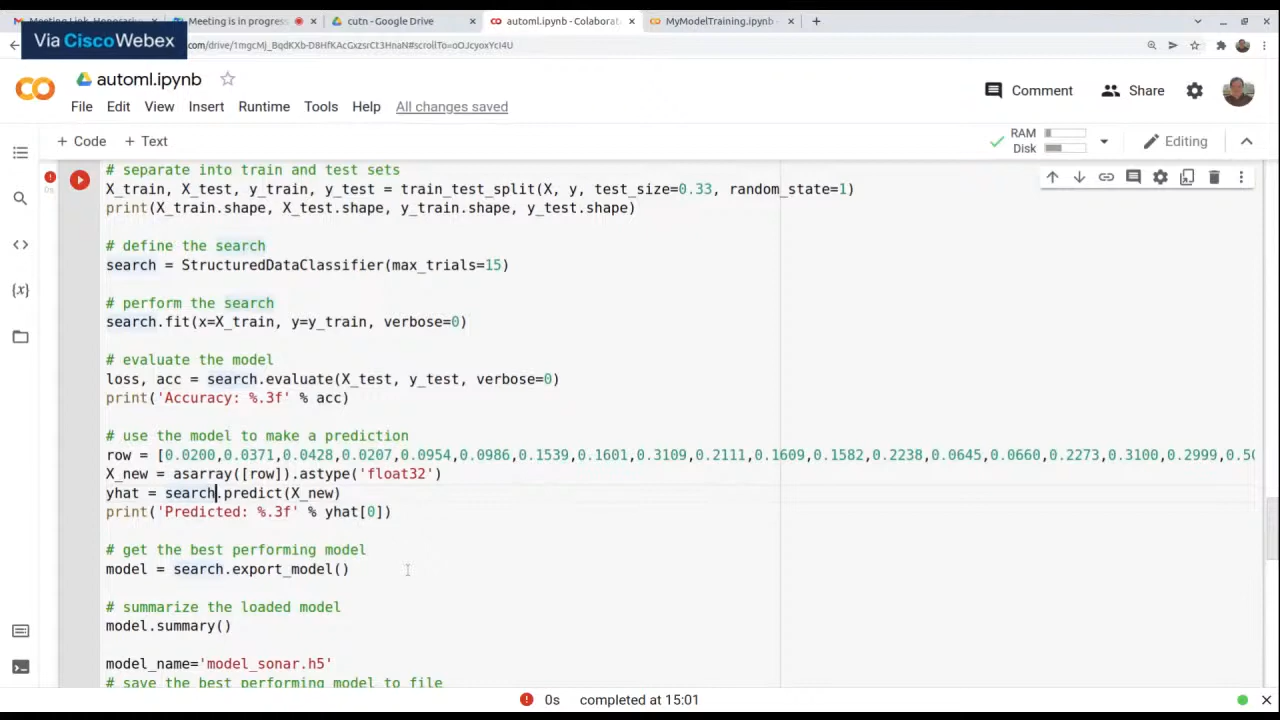 Meeting Link, Honorarium
Meeting is in progress
cutn - Google Drive
automl.ipynb - Colaborat
MyModelTraining.ipynb
Via Cisco Webex
automl.ipynb
File Edit View Insert Runtime Tools Help All changes saved
Comment Share
+ Code + Text
RAM
Disk
Editing
# separate into train and test sets
X_train, X_test, y_train, y_test = train_test_split(X, y, test_size=0.33, random_state=1)
print(X_train.shape, X_test.shape, y_train.shape, y_test.shape)
# define the search
search = StructuredDataClassifier(max_trials=15)
# perform the search
search.fit(x=X_train, y=y_train, verbose=0)
# evaluate the model
loss, acc = search.evaluate(X_test, y_test, verbose=0)
print('Accuracy: %.3f' % acc)
# use the model to make a prediction
row = [0.0200,0.0371,0.0428,0.0207,0.0954,0.0986,0.1539,0.1601,0.3109,0.2111,0.1609,0.1582,0.2238,0.0645,0.0660,0.2273,0.3100,0.2999,0.50
X_new = asarray([row]).astype('float32')
yhat = search.predict(X_new)
print('Predicted: %.3f' % yhat[0])
# get the best performing model
model = search.export_model()
# summarize the loaded model
model.summary()
model_name='model_sonar.h5'
# save the best performing model to file
0s completed at 15:01